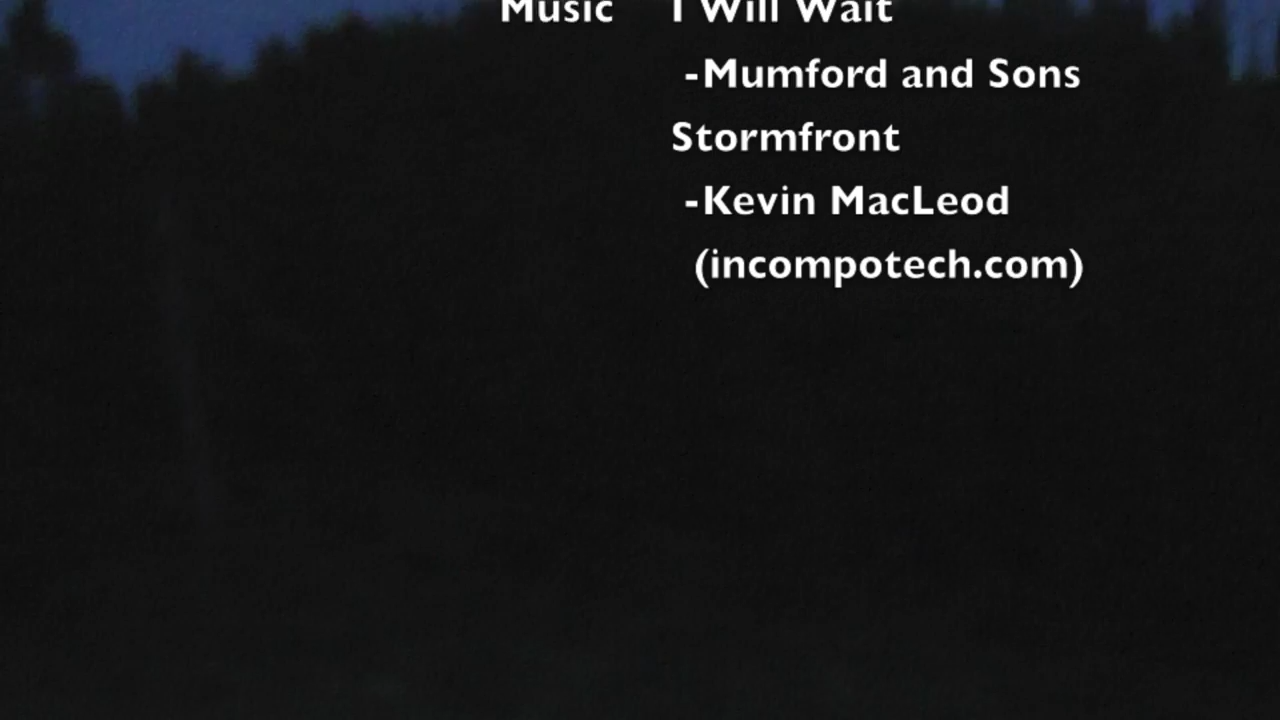 Music I Will Wait
-Mumford and Sons
Stormfront
-Kevin MacLeod
(incompotech.com)